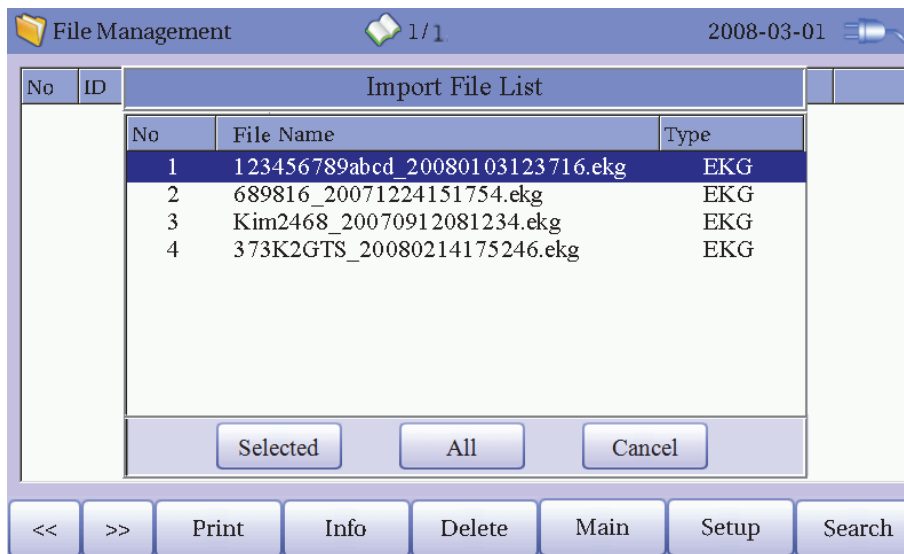 File Management 1/1 2008-03-01
No ID
Import File List
No File Name Type
1 123456789abcd_20080103123716.ekg EKG
2 689816_20071224151754.ekg EKG
3 Kim2468_20070912081234.ekg EKG
4 373K2GTS_20080214175246.ekg EKG
Selected All Cancel
<< >> Print Info Delete Main Setup Search